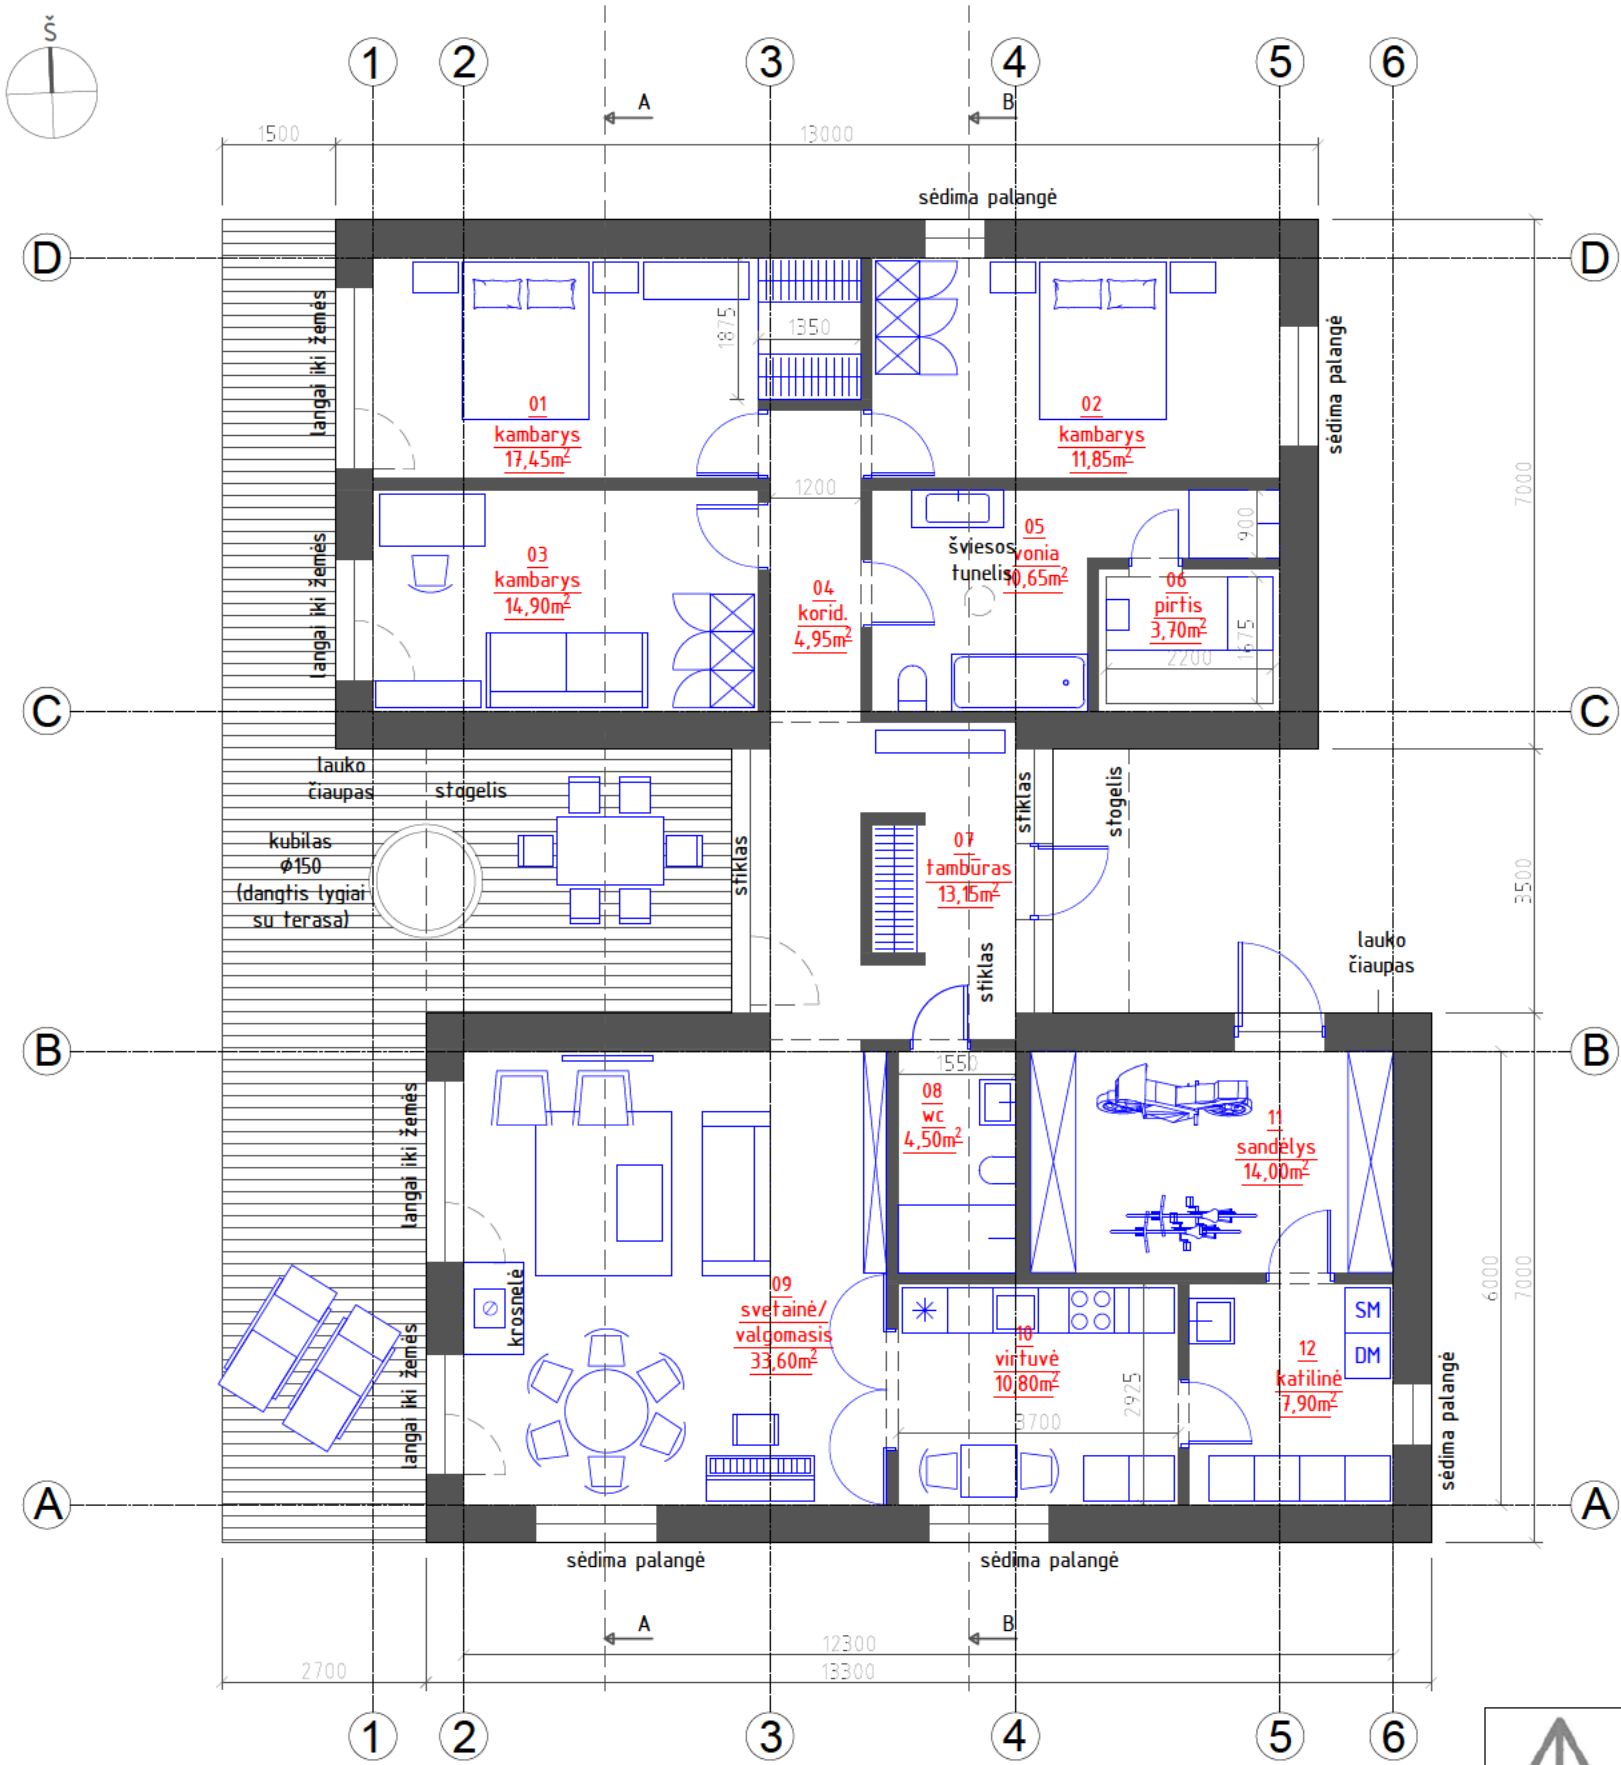 Š
1 2 3 4 5 6
A B
1500 13000
sėdima palangė
D D
langai iki žemės
1875
1350
sėdima palangė
01
kambarys
17,45m²
02
kambarys
11,85m²
7000
1200
langai iki žemės
03
kambarys
14,90m²
04
korid.
4,95m²
šviesos
tunelis
05
vonia
10,65m²
900
06
pirtis
3,70m²
1675
2200
C C
lauko
čiaupas
stogelis
kubilas
ø150
(dangtis lygiai
su terasa)
stiklas
stiklas
stogelis
07
tambūras
13,15m²
3500
stiklas
lauko
čiaupas
B B
langai iki žemės
1550
08
wc
4,50m²
11
sandėlys
14,00m²
6000
7000
krosnelė
09
svetainė/
valgomasis
33,60m²
10
virtuvė
10,80m²
2925
3700
SM
DM
12
katilinė
7,90m²
langai iki žemės
sėdima palangė
A A
sėdima palangė
sėdima palangė
A B
12300
2700 13300
1 2 3 4 5 6